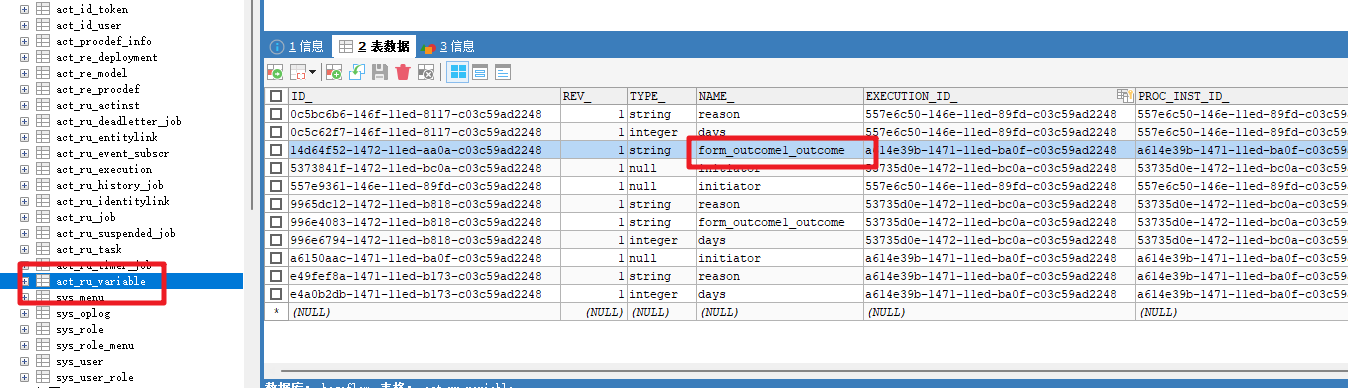 act_id_token
act_id_user
act_procdef_info
act_re_deployment
act_re_model
act_re_procdef
act_ru_actinst
act_ru_deadletter_job
act_ru_entitylink
act_ru_event_subscr
act_ru_execution
act_ru_history_job
act_ru_identitylink
act_ru_job
act_ru_suspended_job
act_ru_task
act_ru_timer_job
act_ru_variable
sys_menu
sys_oplog
sys_role
sys_role_menu
sys_user
sys_user_role
1 信息 2 表数据 3 信息
ID_ REV_ TYPE_ NAME_ EXECUTION_ID_ PROC_INST_ID_
0c5bc6b6-146f-11ed-8117-c03c59ad2248 1 string reason 557e6c50-146e-11ed-89fd-c03c59ad2248 557e6c50-146e-11ed-89fd-c03c59ad2248
0c5c62f7-146f-11ed-8117-c03c59ad2248 1 integer days 557e6c50-146e-11ed-89fd-c03c59ad2248 557e6c50-146e-11ed-89fd-c03c59ad2248
14d64f52-1472-11ed-aa0a-c03c59ad2248 1 string form_outcome1_outcome a614e39b-1471-11ed-ba0f-c03c59ad2248 a614e39b-1471-11ed-ba0f-c03c59ad2248
5373841f-1472-11ed-bc0a-c03c59ad2248 1 null initiator 53735d0e-1472-11ed-bc0a-c03c59ad2248 53735d0e-1472-11ed-bc0a-c03c59ad2248
557e9361-146e-11ed-89fd-c03c59ad2248 1 null initiator 557e6c50-146e-11ed-89fd-c03c59ad2248 557e6c50-146e-11ed-89fd-c03c59ad2248
9965dc12-1472-11ed-b818-c03c59ad2248 1 string reason 53735d0e-1472-11ed-bc0a-c03c59ad2248 53735d0e-1472-11ed-bc0a-c03c59ad2248
996e4083-1472-11ed-b818-c03c59ad2248 1 string form_outcome1_outcome 53735d0e-1472-11ed-bc0a-c03c59ad2248 53735d0e-1472-11ed-bc0a-c03c59ad2248
996e6794-1472-11ed-b818-c03c59ad2248 1 integer days 53735d0e-1472-11ed-bc0a-c03c59ad2248 53735d0e-1472-11ed-bc0a-c03c59ad2248
a6150aac-1471-11ed-ba0f-c03c59ad2248 1 null initiator a614e39b-1471-11ed-ba0f-c03c59ad2248 a614e39b-1471-11ed-ba0f-c03c59ad2248
e49fef8a-1471-11ed-b173-c03c59ad2248 1 string reason a614e39b-1471-11ed-ba0f-c03c59ad2248 a614e39b-1471-11ed-ba0f-c03c59ad2248
e4a0b2db-1471-11ed-b173-c03c59ad2248 1 integer days a614e39b-1471-11ed-ba0f-c03c59ad2248 a614e39b-1471-11ed-ba0f-c03c59ad2248
* (NULL) (NULL) (NULL) (NULL) (NULL) (NULL)